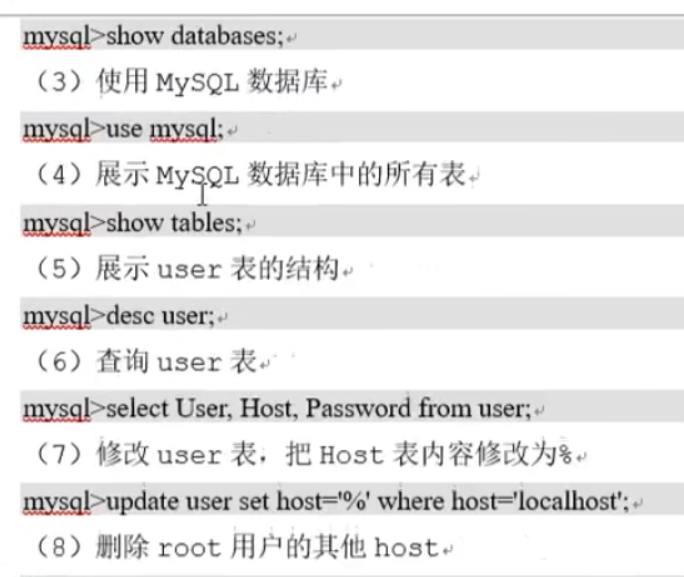 mysql>show databases;
（3）使用 MySQL 数据库
mysql>use mysql;
（4）展示 MySQL 数据库中的所有表
mysql>show tables;
（5）展示 user 表的结构
mysql>desc user;
（6）查询 user 表
mysql>select User, Host, Password from user;
（7）修改 user 表，把 Host 表内容修改为%
mysql>update user set host='%' where host='localhost';
（8）删除 root 用户的其他 host